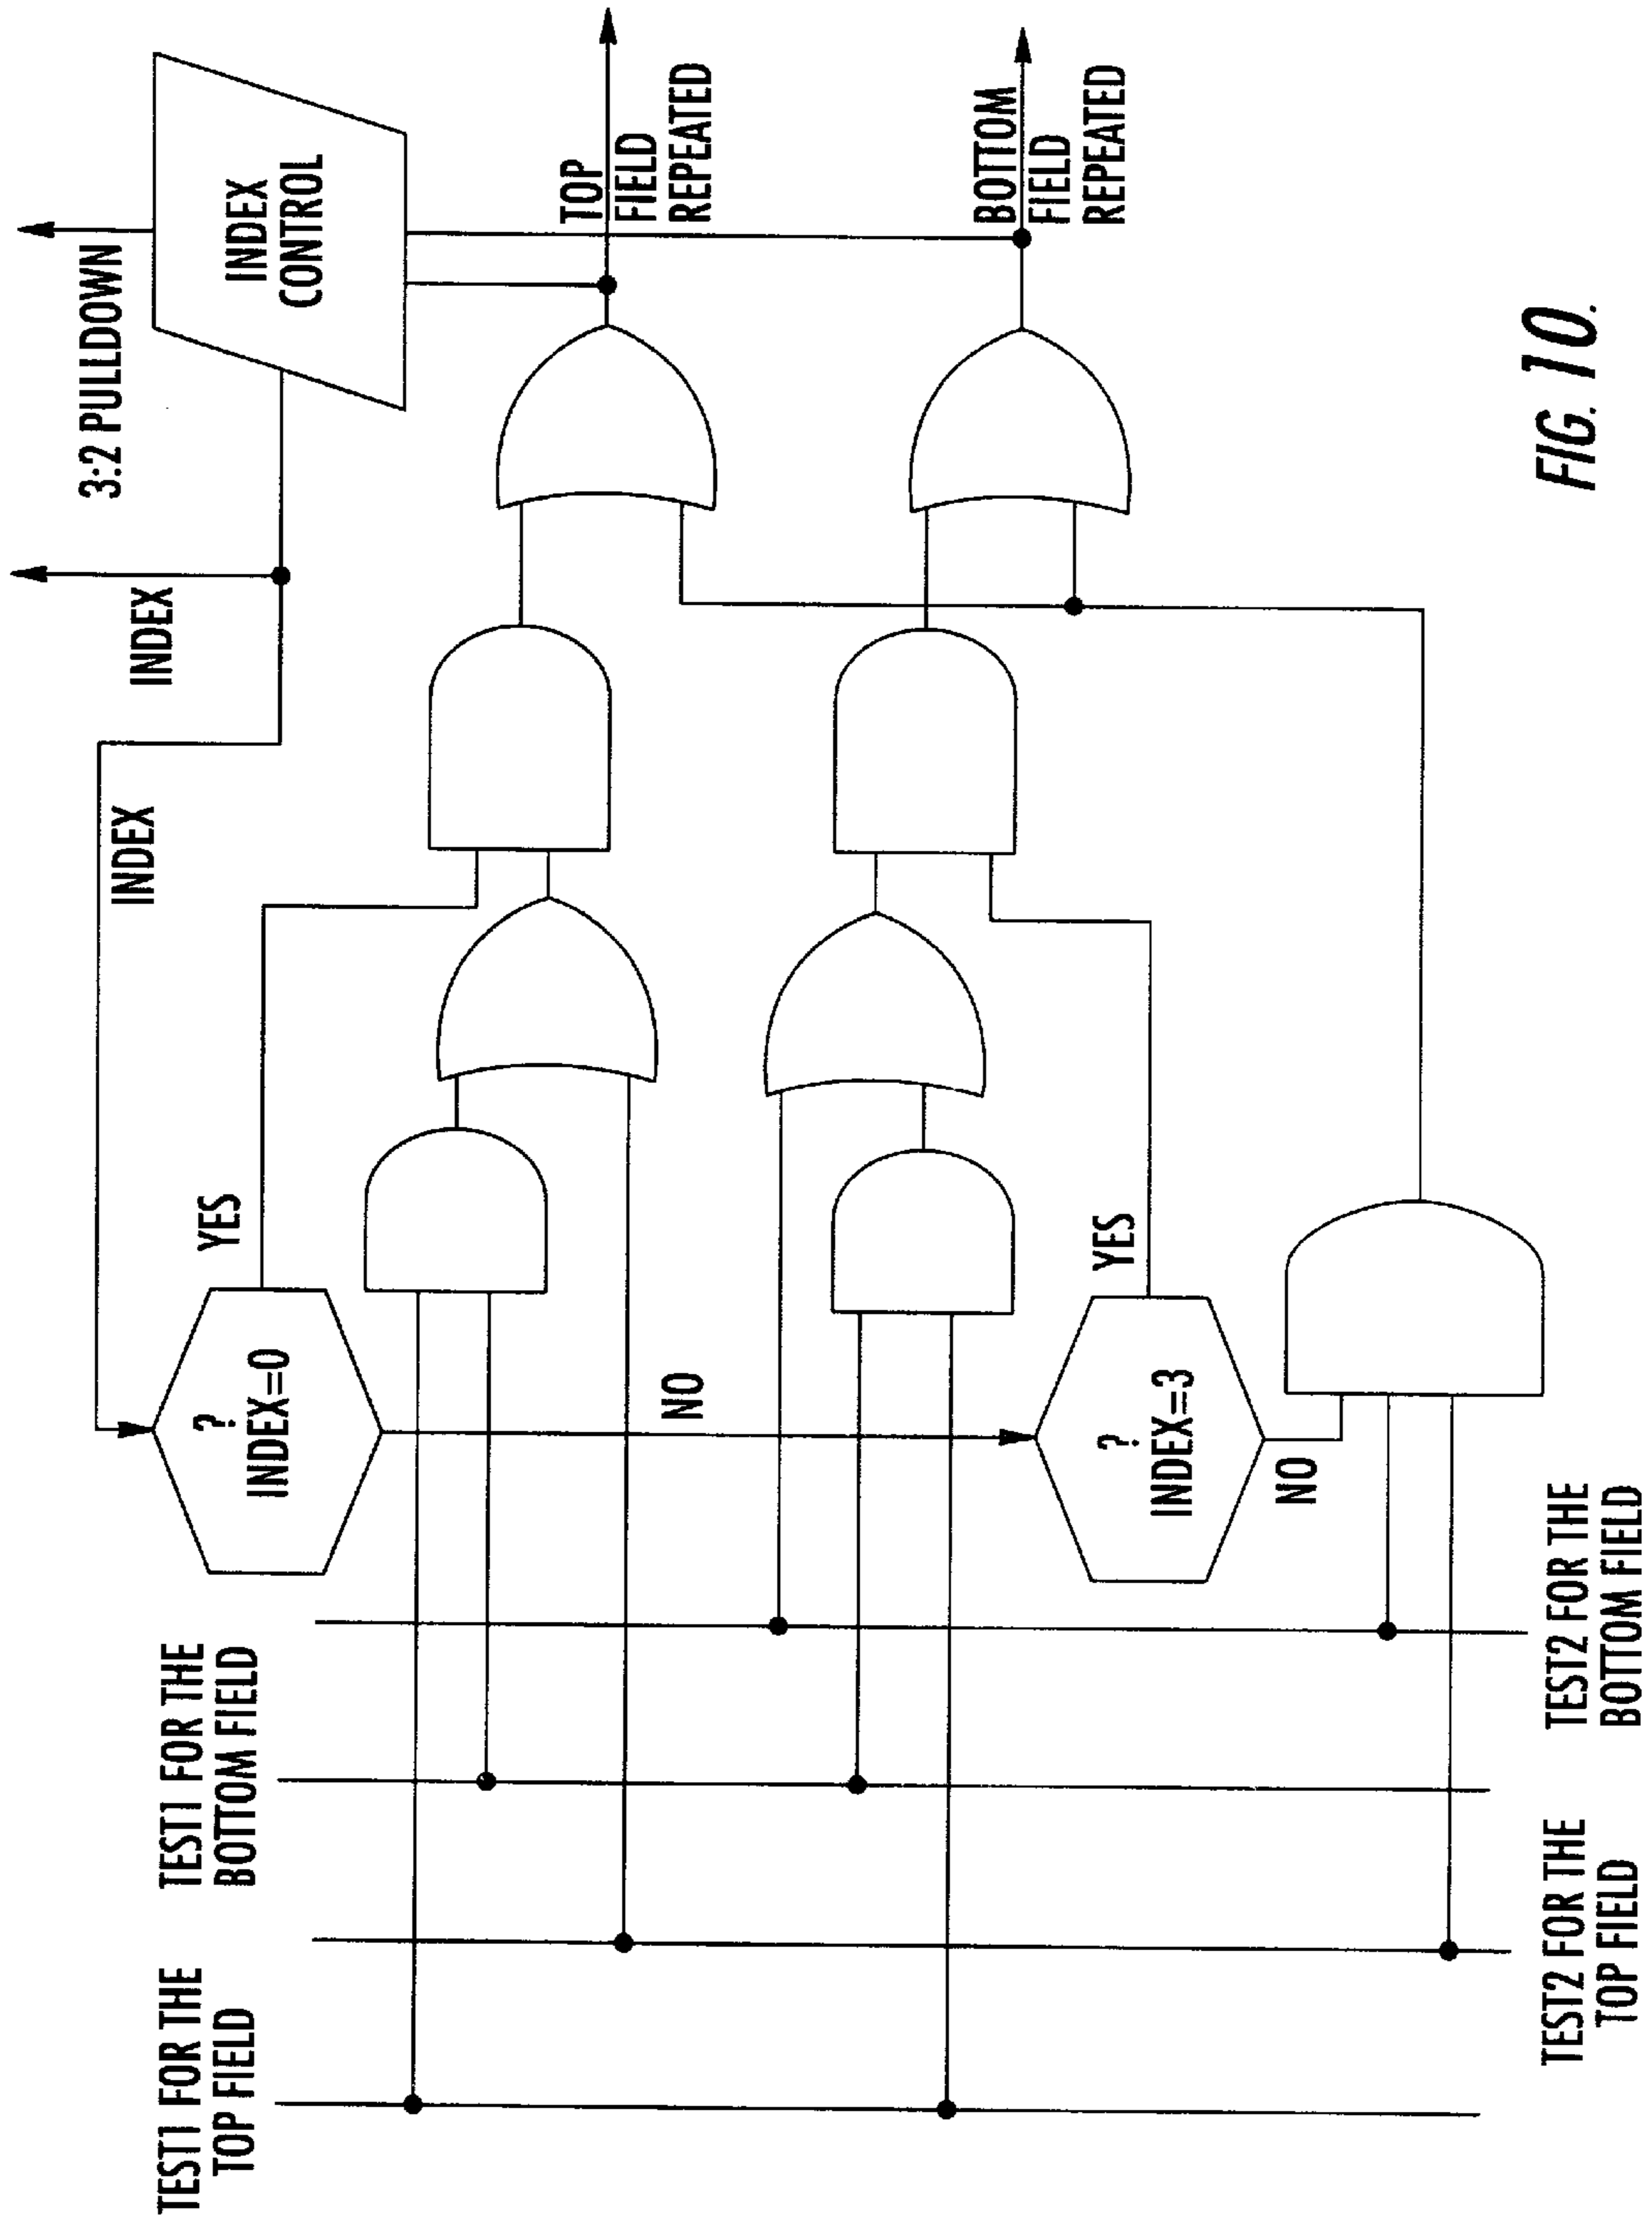 3:2 PULLDOWN
INDEX
CONTROL
INDEX
INDEX
TOP
FIELD
REPEATED
BOTTOM
FIELD
REPEATED
?
INDEX=0
YES
NO
?
INDEX=3
YES
NO
TEST1 FOR THE
TOP FIELD
TEST1 FOR THE
BOTTOM FIELD
TEST2 FOR THE
TOP FIELD
TEST2 FOR THE
BOTTOM FIELD
FIG. 10.